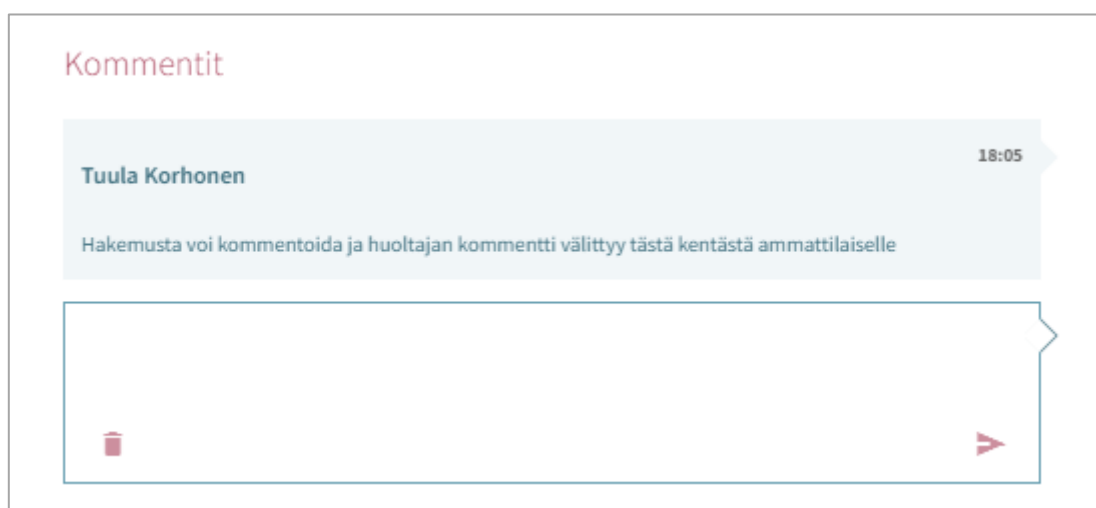 Kommentit
18:05
Tuula Korhonen
Hakemusta voi kommentoida ja huoltajan kommentti välittyy tästä kentästä ammattilaiselle